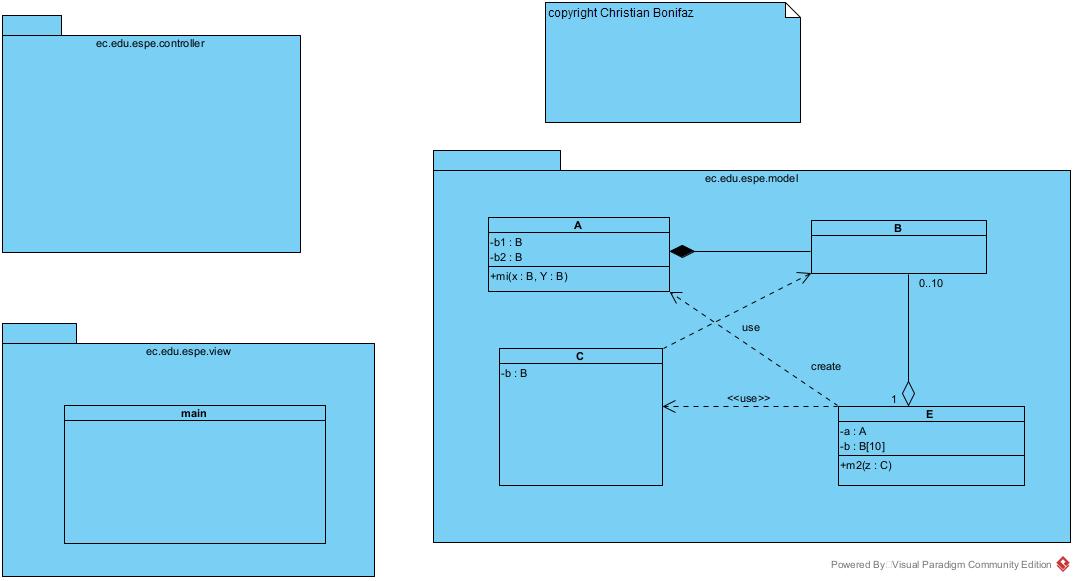 copyright Christian Bonifaz
ec.edu.espe.controller
ec.edu.espe.model
A
-b1 : B
-b2 : B
+mi(x : B, Y : B)
B
0..10
use
create
C
-b : B
<<use>>
1
E
-a : A
-b : B[10]
+m2(z : C)
ec.edu.espe.view
main
Powered By Visual Paradigm Community Edition